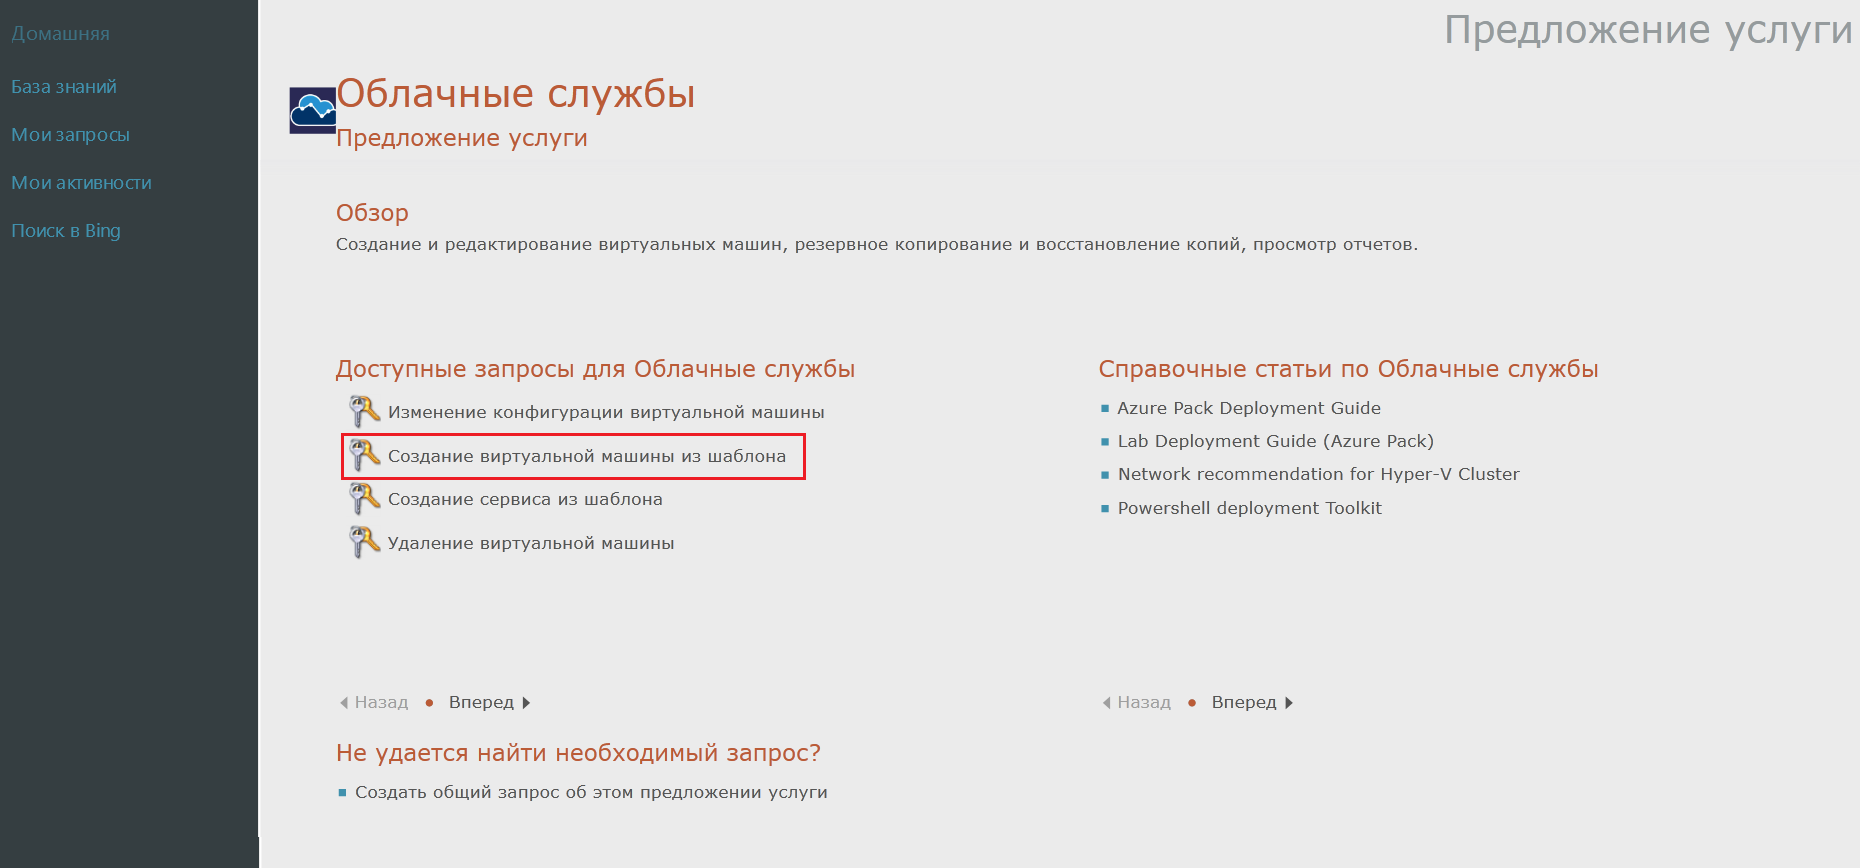 Домашняя
База знаний
Мои запросы
Мои активности
Поиск в Bing
Предложение услуги
Облачные службы
Предложение услуги
Обзор
Создание и редактирование виртуальных машин, резервное копирование и восстановление копий, просмотр отчетов.
Доступные запросы для Облачные службы
Изменение конфигурации виртуальной машины
Создание виртуальной машины из шаблона
Создание сервиса из шаблона
Удаление виртуальной машины
Назад • Вперед
Справочные статьи по Облачные службы
Azure Pack Deployment Guide
Lab Deployment Guide (Azure Pack)
Network recommendation for Hyper-V Cluster
Powershell deployment Toolkit
Назад • Вперед
Не удается найти необходимый запрос?
Создать общий запрос об этом предложении услуги